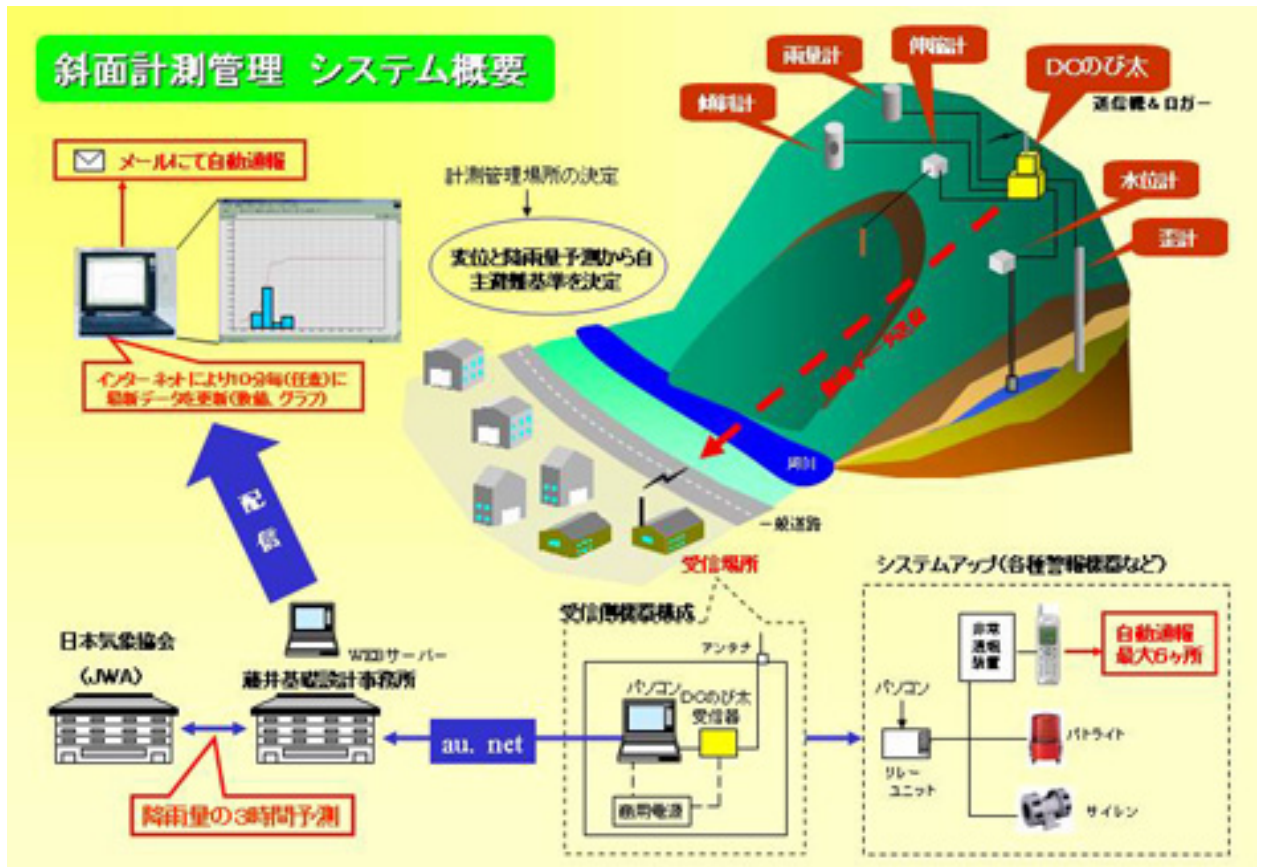 斜面計測管理 システム概要
雨量計
伸縮計
DCのび太
送信機&ロガー
傾斜計
水位計
歪計
メールにて自動通報
計測管理場所の決定
変位と降雨量予測から自
主避難基準を決定
インターネットにより10分毎(任意)に
最新データを更新(数値、グラフ)
河川
一般道路
配
信
受信場所
受信側機器構成
アンテナ
パソコン
DCのび太
受信器
商用電源
システムアップ(各種警報機器など)
非常
通報
装置
自動通報
最大6ヶ所
パソコン
リレー
ユニット
パトライト
サイレン
日本気象協会
(JWA)
WEBサーバー
藤井基礎設計事務所
au. net
降雨量の3時間予測